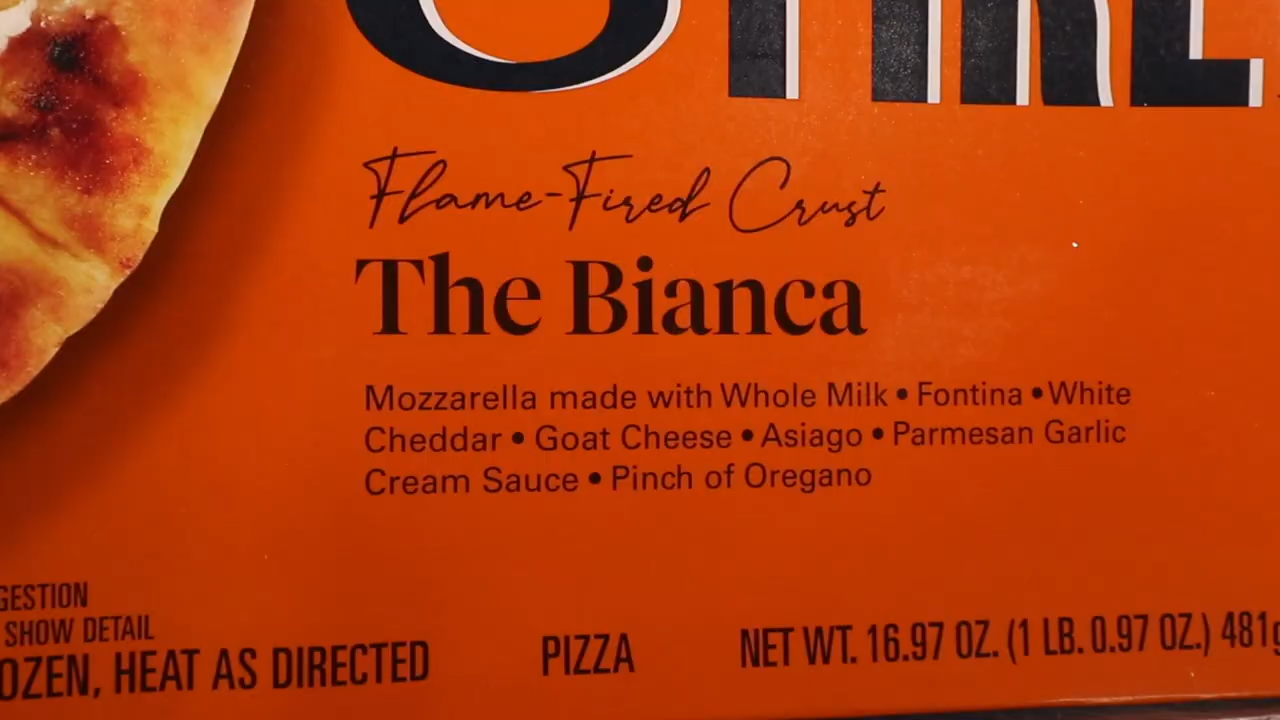 Flame-Fired Crust
The Bianca
Mozzarella made with Whole Milk • Fontina • White
Cheddar • Goat Cheese • Asiago • Parmesan Garlic
Cream Sauce • Pinch of Oregano
GESTION
SHOW DETAIL
OZEN, HEAT AS DIRECTED
PIZZA
NET WT. 16.97 OZ. (1 LB. 0.97 OZ.) 481g